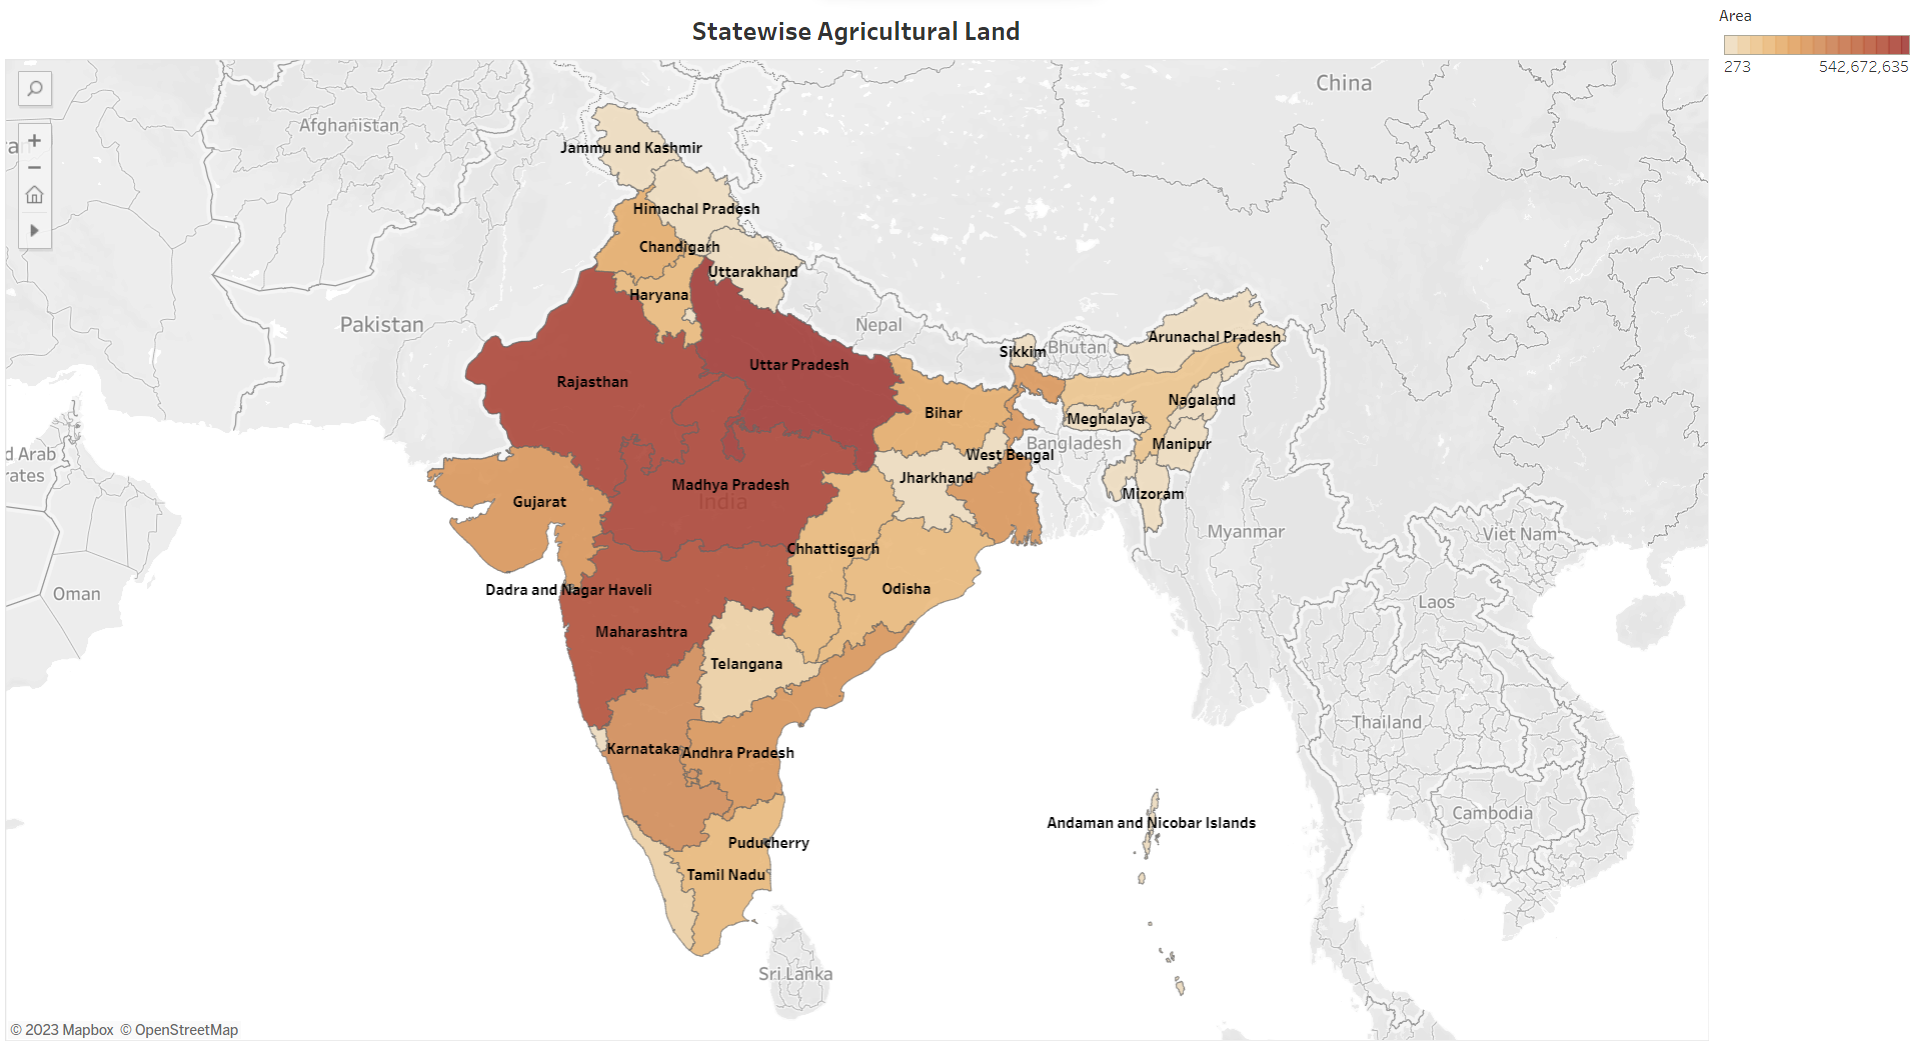 Statewise Agricultural Land
Area
273
542,672,635
China
Afghanistan
Jammu and Kashmir
Himachal Pradesh
Chandigarh
Uttarakhand
Haryana
Pakistan
Nepal
Sikkim
Bhutan
Arunachal Pradesh
Uttar Pradesh
Rajasthan
Nagaland
Bihar
Meghalaya
Bangladesh
Manipur
West Bengal
d Arab
rates
Jharkhand
Madhya Pradesh
India
Mizoram
Gujarat
Myanmar
Viet Nam
Chhattisgarh
Oman
Dadra and Nagar Haveli
Odisha
Laos
Maharashtra
Telangana
Thailand
Karnataka
Andhra Pradesh
Cambodia
Andaman and Nicobar Islands
Puducherry
Tamil Nadu
Sri Lanka
© 2023 Mapbox © OpenStreetMap